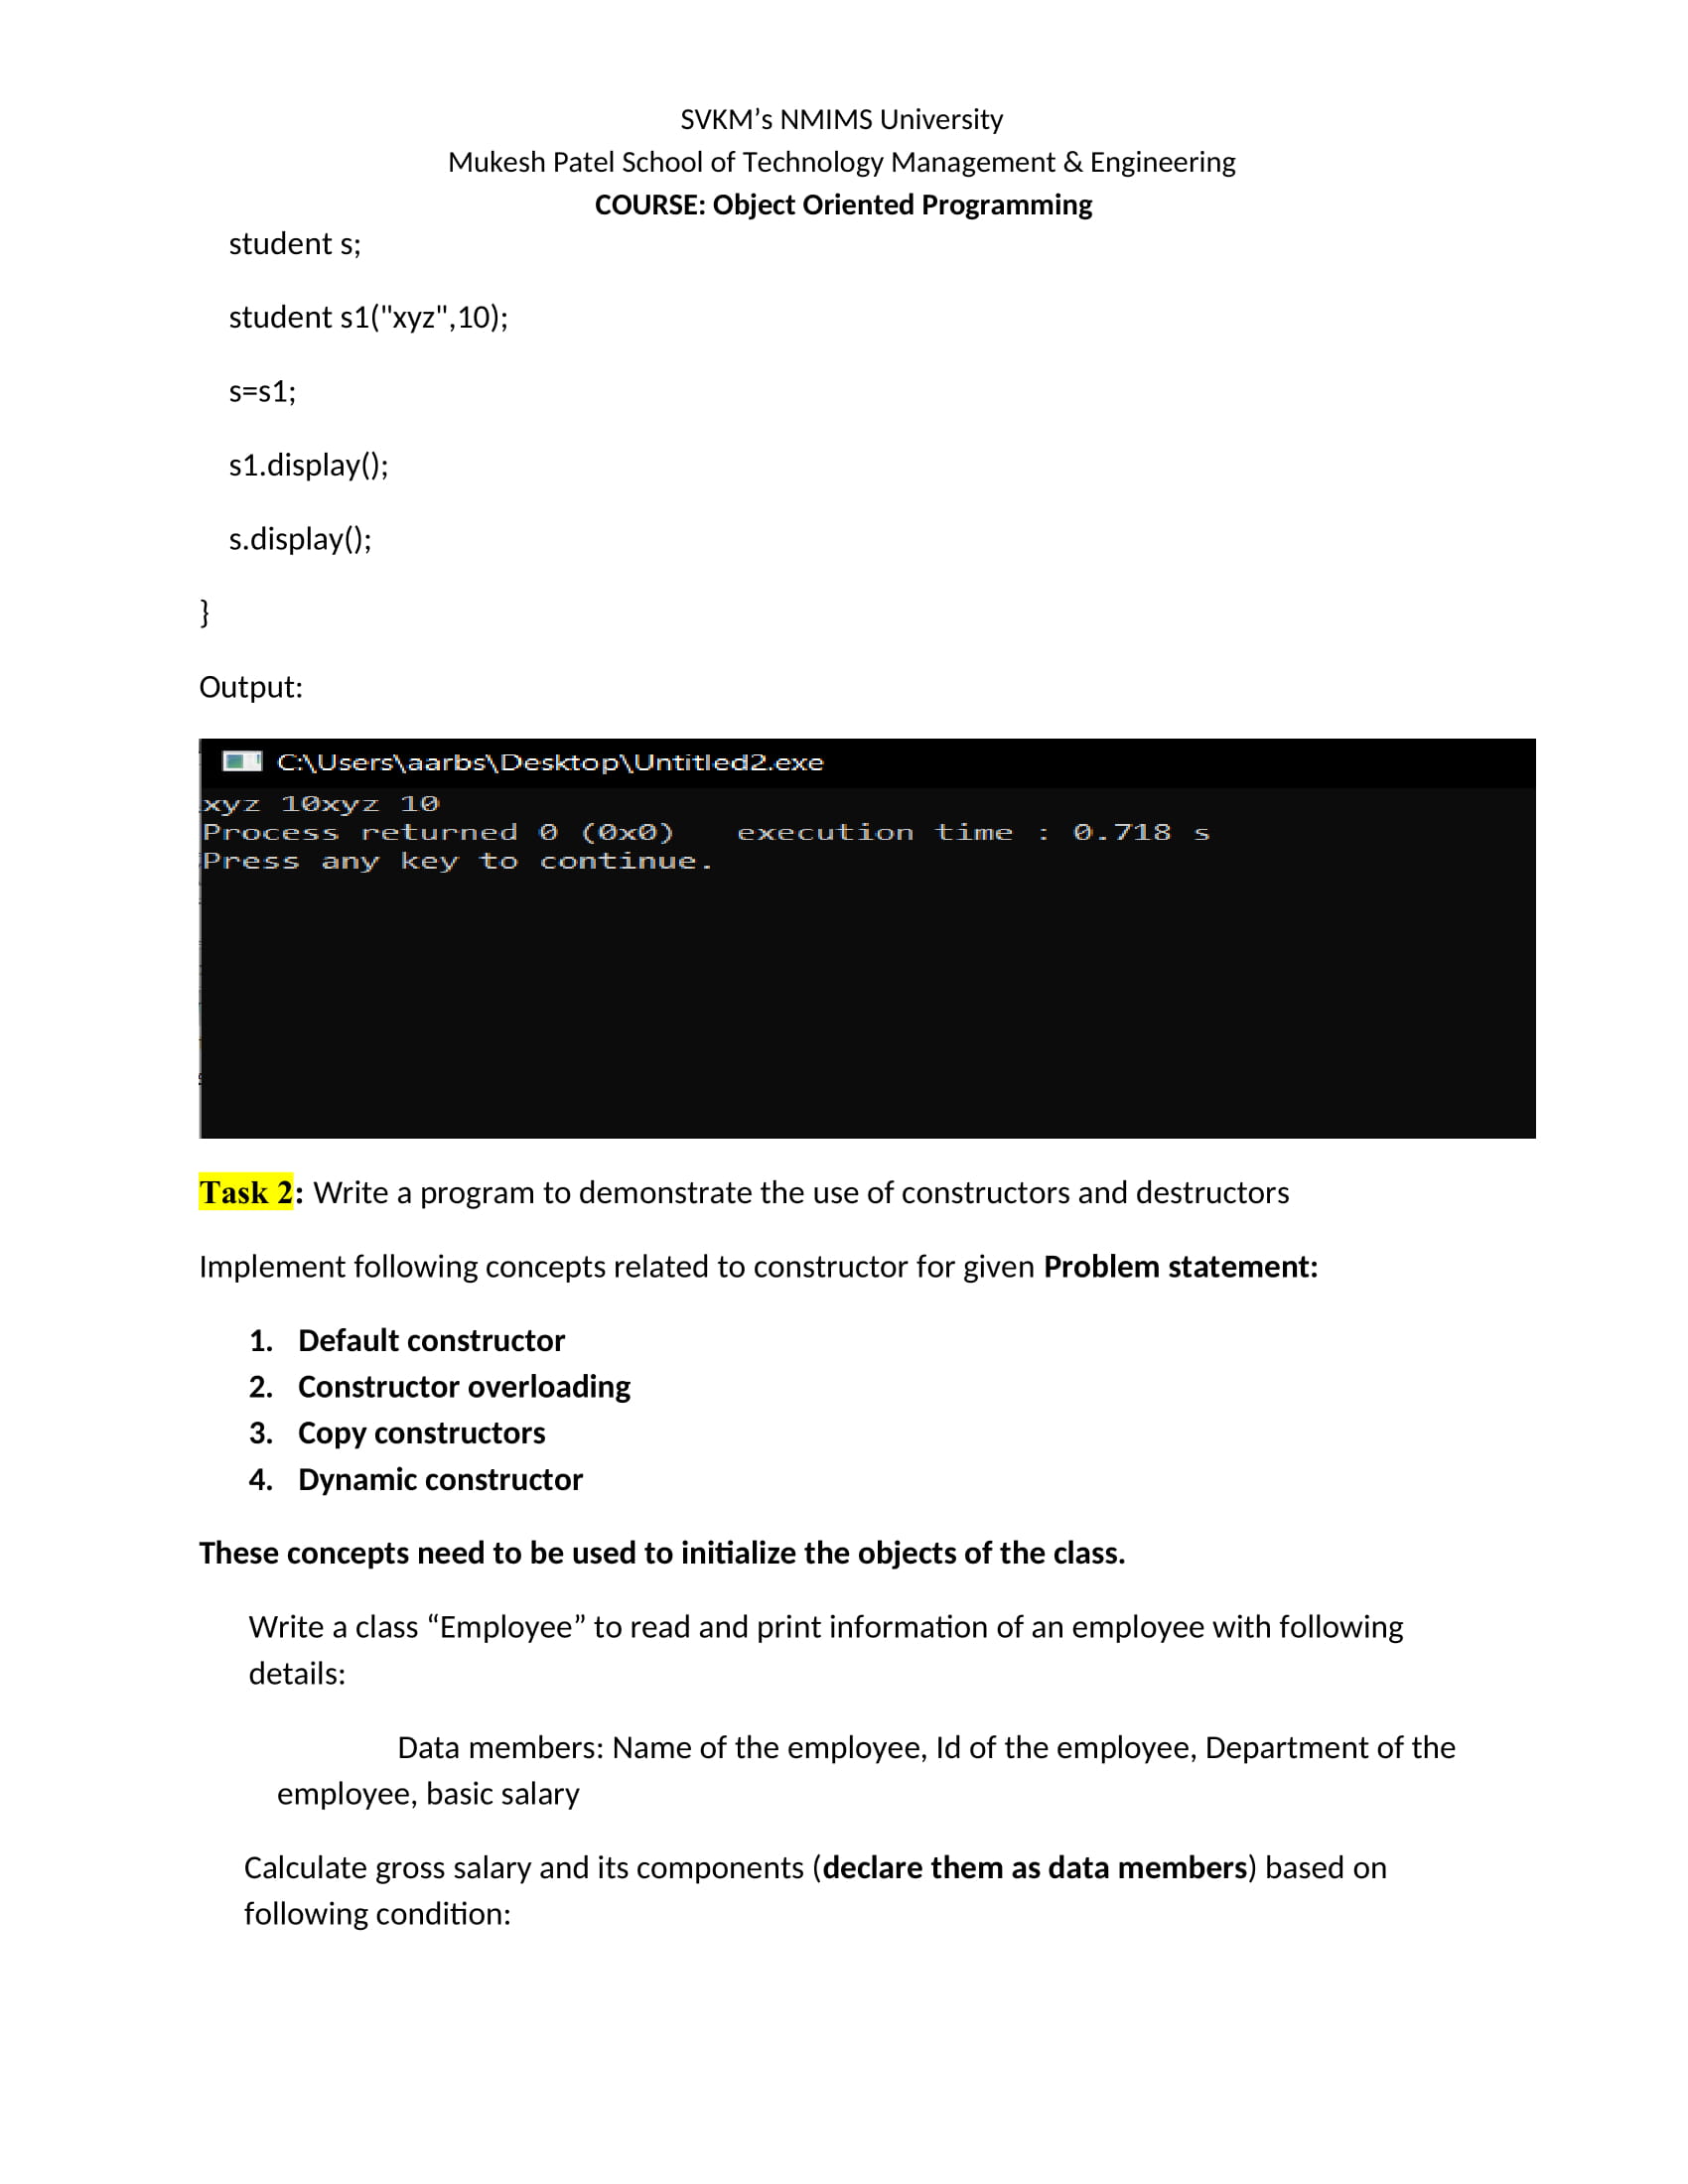 SVKM’s NMIMS University
Mukesh Patel School of Technology Management & Engineering
COURSE: Object Oriented Programming
student s;
student s1("xyz",10);
s=s1;
s1.display();
s.display();
}
Output:
C:\Users\aarbs\Desktop\Untitled2.exe
xyz 10xyz 10
Process returned 0 (0x0)   execution time : 0.718 s
Press any key to continue.
Task 2: Write a program to demonstrate the use of constructors and destructors
Implement following concepts related to constructor for given Problem statement:
1. Default constructor
2. Constructor overloading
3. Copy constructors
4. Dynamic constructor
These concepts need to be used to initialize the objects of the class.
Write a class “Employee” to read and print information of an employee with following
details:
Data members: Name of the employee, Id of the employee, Department of the
employee, basic salary
Calculate gross salary and its components (declare them as data members) based on
following condition: